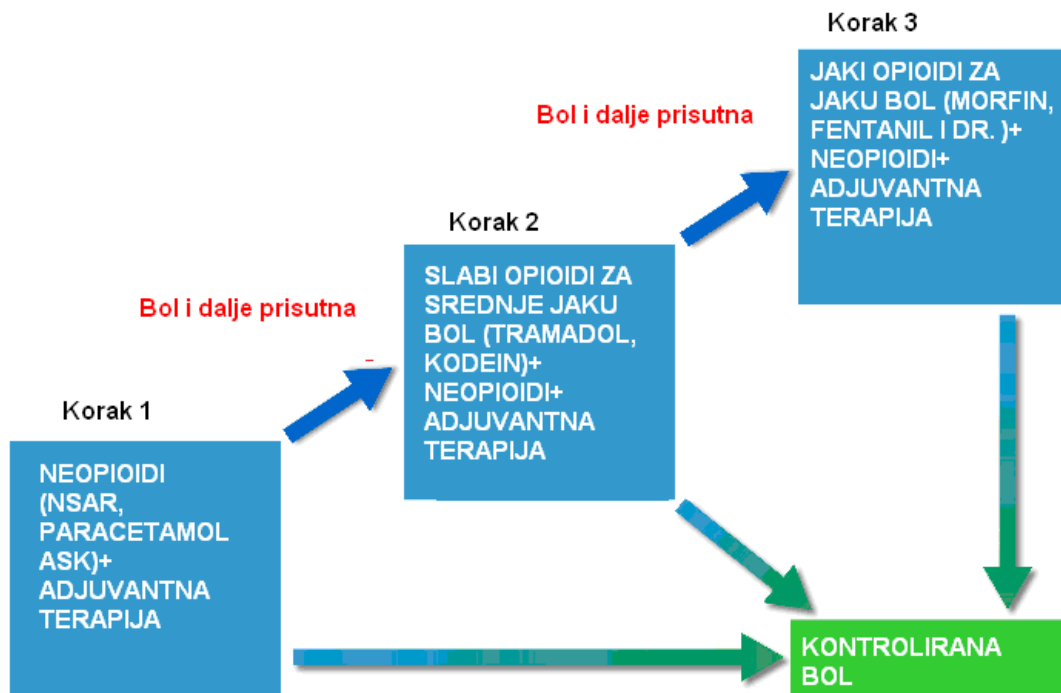 Korak 3
JAKI OPIOIDI ZA
JAKU BOL (MORFIN,
FENTANIL I DR. )+
NEOPIOIDI+
ADJUVANTNA
TERAPIJA
Bol i dalje prisutna
Korak 2
SLABI OPIOIDI ZA
SREDNJE JAKU
BOL (TRAMADOL,
KODEIN)+
NEOPIOIDI+
ADJUVANTNA
TERAPIJA
Bol i dalje prisutna
Korak 1
NEOPIOIDI
(NSAR,
PARACETAMOL
ASK)+
ADJUVANTNA
TERAPIJA
KONTROLIRANA
BOL